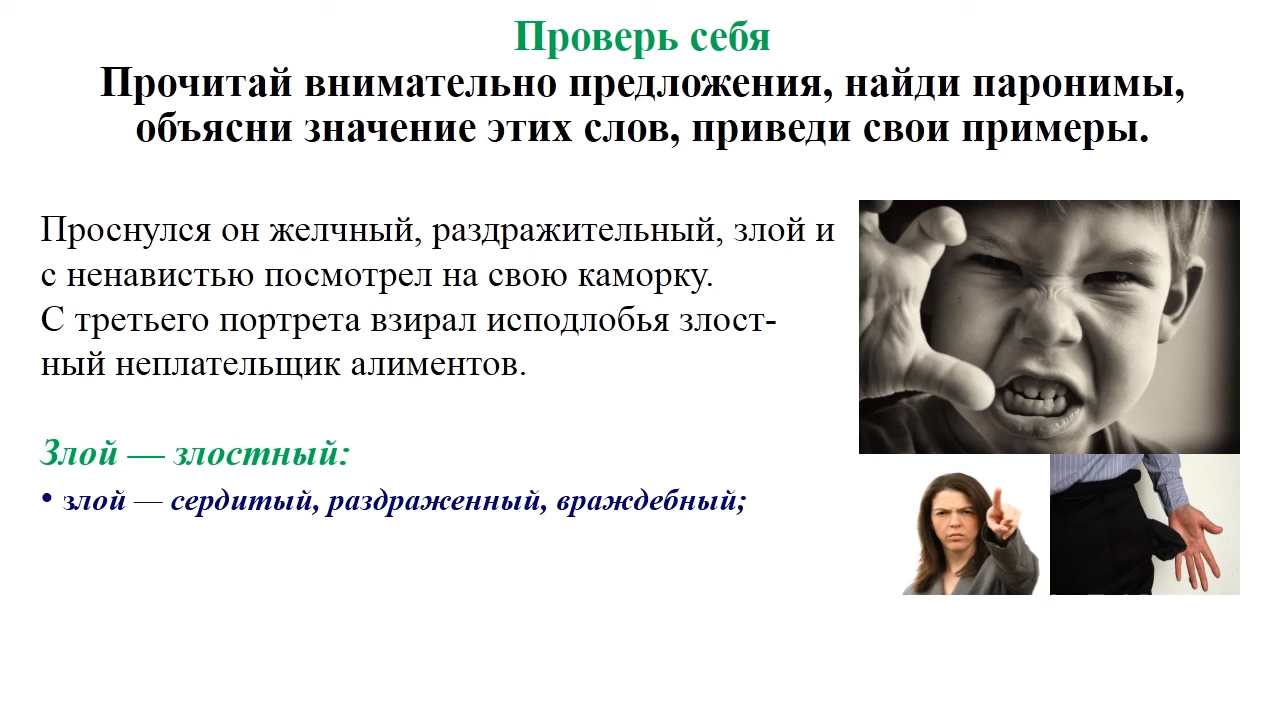 Проверь себя
Прочитай внимательно предложения, найди паронимы,
объясни значение этих слов, приведи свои примеры.
Проснулся он желчный, раздражительный, злой и
с ненавистью посмотрел на свою каморку.
С третьего портрета взирал исподлобья злост-
ный неплательщик алиментов.
Злой — злостный:
• злой — сердитый, раздраженный, враждебный;